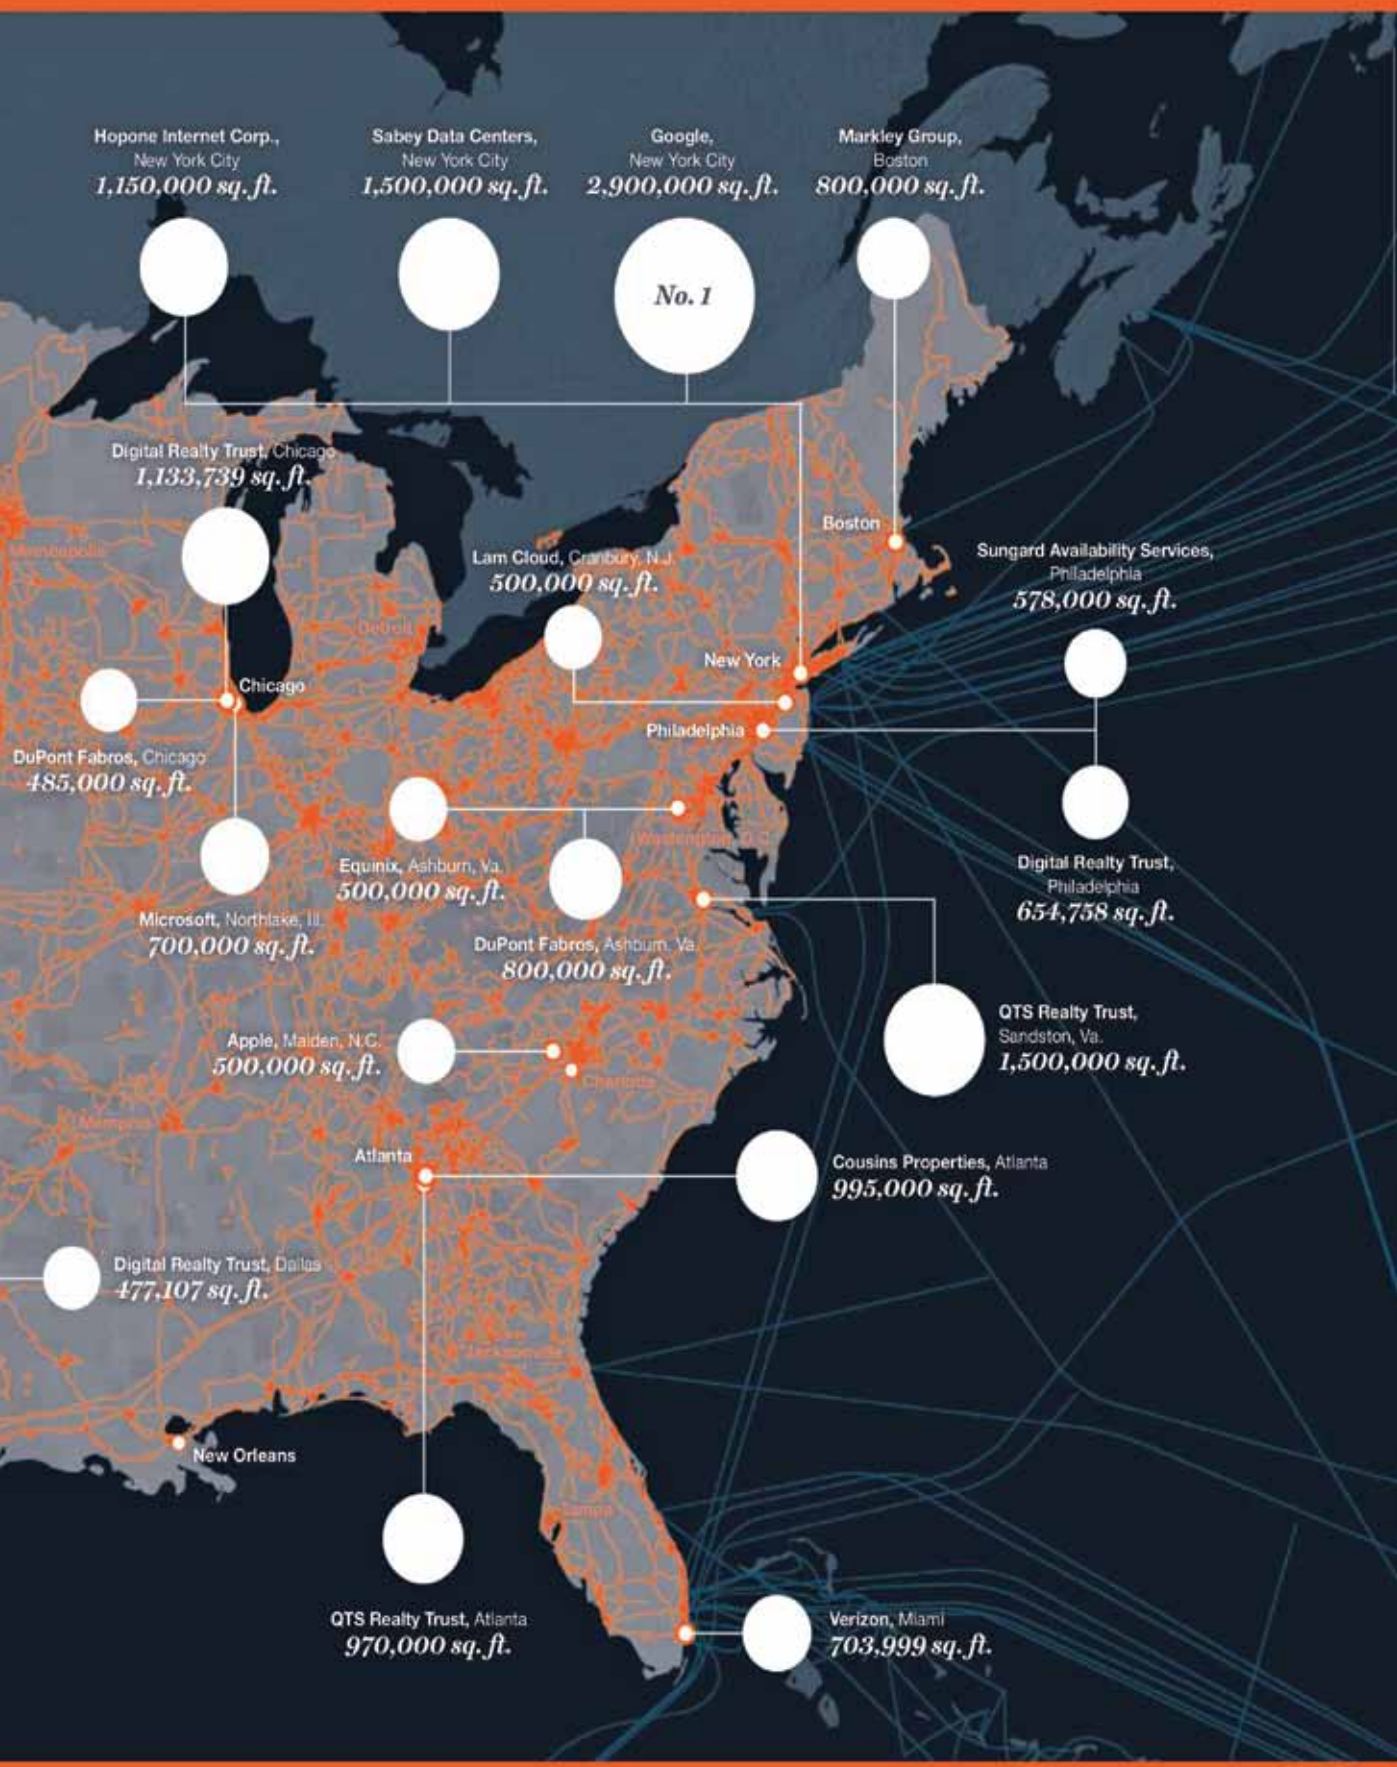 Hopone Internet Corp.,
New York City
1,150,000 sq. ft.
Sabey Data Centers,
New York City
1,500,000 sq. ft.
Google,
New York City
2,900,000 sq. ft.
Markley Group,
Boston
800,000 sq. ft.
No. 1
Digital Realty Trust, Chicago
1,133,739 sq. ft.
Boston
Minneapolis
Lam Cloud, Cranbury, N.J.
500,000 sq. ft.
Sungard Availability Services,
Philadelphia
578,000 sq. ft.
Detroit
New York
Chicago
Philadelphia
DuPont Fabros, Chicago
485,000 sq. ft.
Washington, D.C.
Equinix, Ashburn, Va.
500,000 sq. ft.
Digital Realty Trust,
Philadelphia
654,758 sq. ft.
Microsoft, Northlake, Ill.
700,000 sq. ft.
DuPont Fabros, Ashburn, Va.
800,000 sq. ft.
QTS Realty Trust,
Sandston, Va.
1,500,000 sq. ft.
Apple, Maiden, N.C.
500,000 sq. ft.
Charlotte
Memphis
Atlanta
Cousins Properties, Atlanta
995,000 sq. ft.
Digital Realty Trust, Dallas
477,107 sq. ft.
Jacksonville
New Orleans
Tampa
QTS Realty Trust, Atlanta
970,000 sq. ft.
Verizon, Miami
703,999 sq. ft.